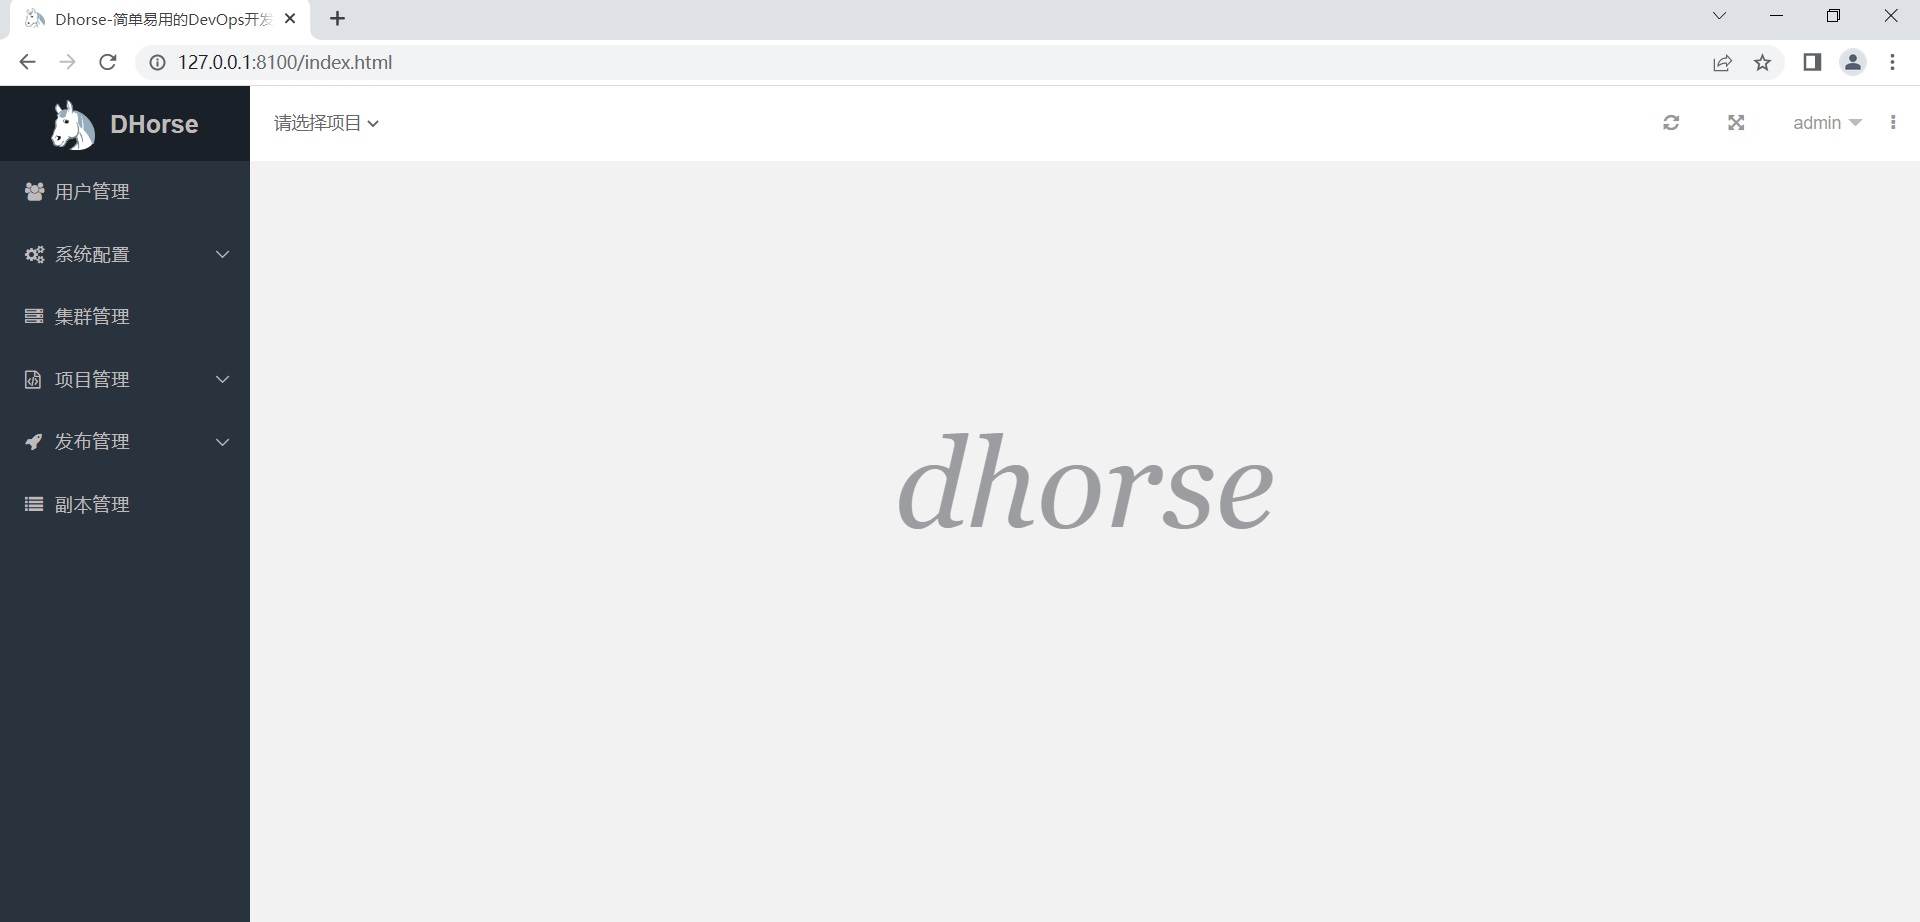 Dhorse-简单易用的DevOps开发
127.0.0.1:8100/index.html
DHorse
请选择项目
admin
用户管理
系统配置
集群管理
项目管理
发布管理
副本管理
dhorse